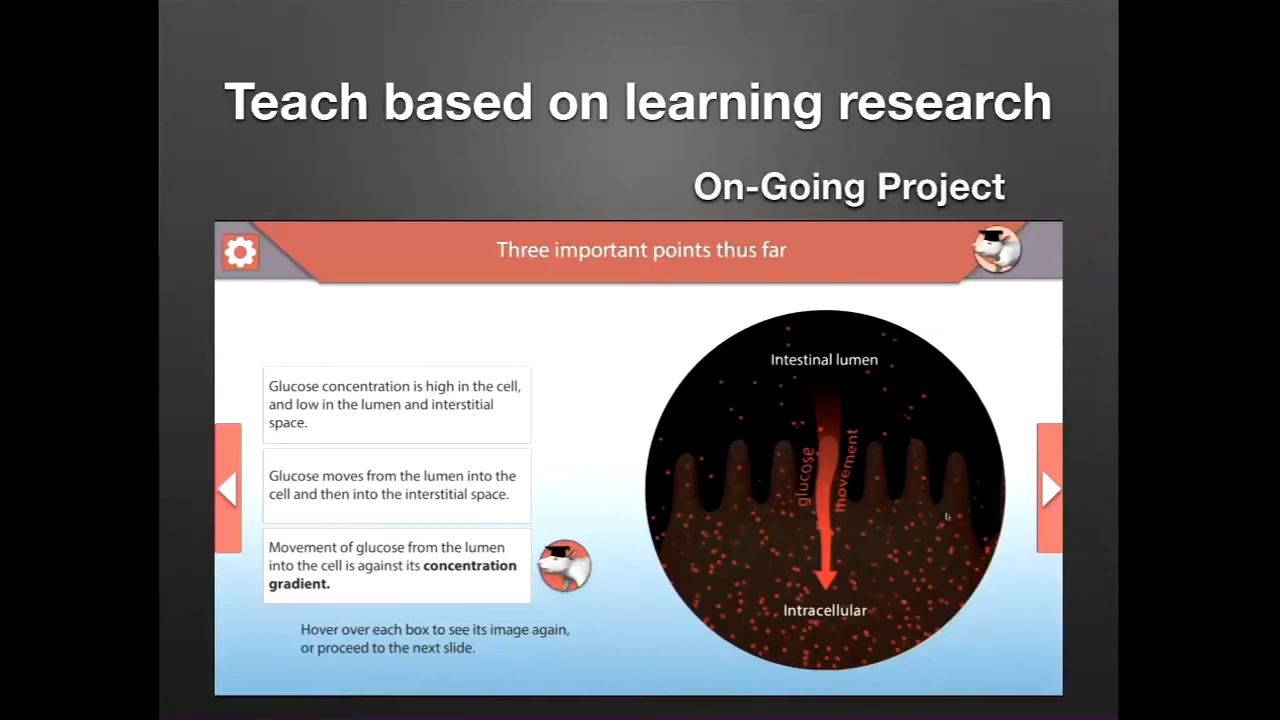 Teach based on learning research
On-Going Project
Three important points thus far
Glucose concentration is high in the cell,
and low in the lumen and interstitial
space.
Glucose moves from the lumen into the
cell and then into the interstitial space.
Movement of glucose from the lumen
into the cell is against its concentration
gradient.
Hover over each box to see its image again,
or proceed to the next slide.
Intestinal lumen
glucose
movement
Intracellular